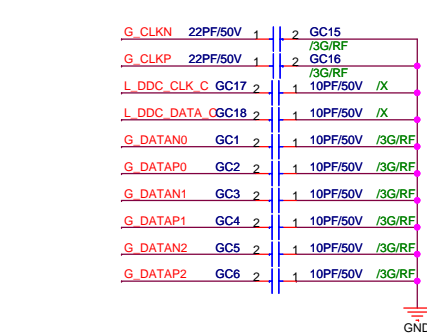 G_CLKN 22PF/50V 1 2 GC15
/3G/RF
G_CLKP 22PF/50V 1 2 GC16
/3G/RF
L_DDC_CLK_C GC17 2 1 10PF/50V /X
L_DDC_DATA_C GC18 2 1 10PF/50V /X
G_DATAN0 GC1 2 1 10PF/50V /3G/RF
G_DATAP0 GC2 2 1 10PF/50V /3G/RF
G_DATAN1 GC3 2 1 10PF/50V /3G/RF
G_DATAP1 GC4 2 1 10PF/50V /3G/RF
G_DATAN2 GC5 2 1 10PF/50V /3G/RF
G_DATAP2 GC6 2 1 10PF/50V /3G/RF
GND